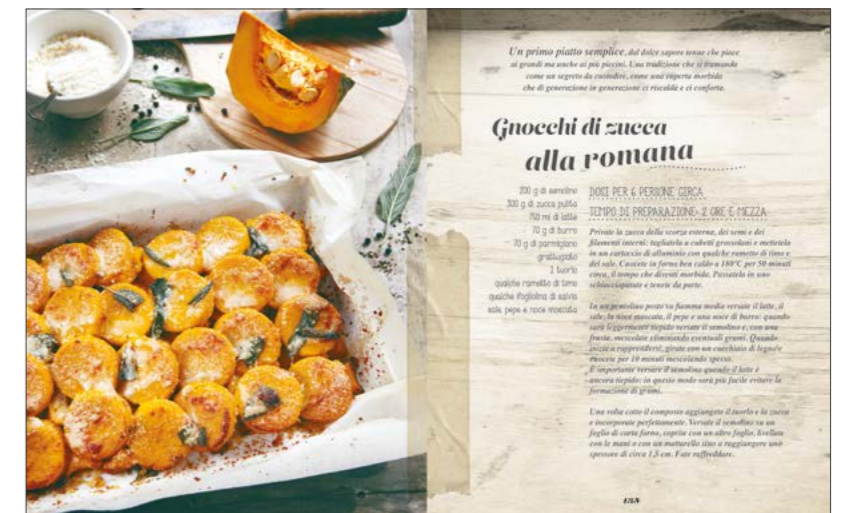 Un primo piatto semplice, dal dolce sapore tenue che piace
ai grandi ma anche ai più piccini. Una tradizione che si tramanda
come un segreto da custodire, come una coperta morbida
che di generazione in generazione ci riscalda e ci conforta.
Gnocchi di zucca
alla romana
200 g di semolino
300 g di zucca pulita
750 ml di latte
70 g di burro
70 g di parmigiano
grattugiato
1 tuorlo
qualche rametto di timo
qualche fogliolina di salvia
sale, pepe e noce moscata
DOSI PER 6 PERSONE CIRCA
TEMPO DI PREPARAZIONE: 2 ORE E MEZZA
Private la zucca della scorza esterna, dei semi e dei
filamenti interni; tagliatela a cubetti grossolani e mettetela
in un cartoccio di alluminio con qualche rametto di timo e
del sale. Cuocete in forno ben caldo a 180°C per 50 minuti
circa, il tempo che diventi morbida. Passatela in uno
schiacciapatate e tenete da parte.
In un pentolino posto su fiamma media versate il latte, il
sale, la noce moscata, il pepe e una noce di burro; quando
sarà leggermente tiepido versate il semolino e, con una
frusta, mescolate eliminando eventuali grumi. Quando
inizia a rapprendersi, girate con un cucchiaio di legno e
cuocete per 10 minuti mescolando spesso.
È importante versare il semolino quando il latte è
ancora tiepido: in questo modo sarà più facile evitare la
formazione di grumi.
Una volta cotto il composto aggiungete il tuorlo e la zucca
e incorporate perfettamente. Versate il semolino su un
foglio di carta forno, coprite con un altro foglio, livellate
con le mani o con un mattarello sino a raggiungere uno
spessore di circa 1,5 cm. Fate raffreddare.